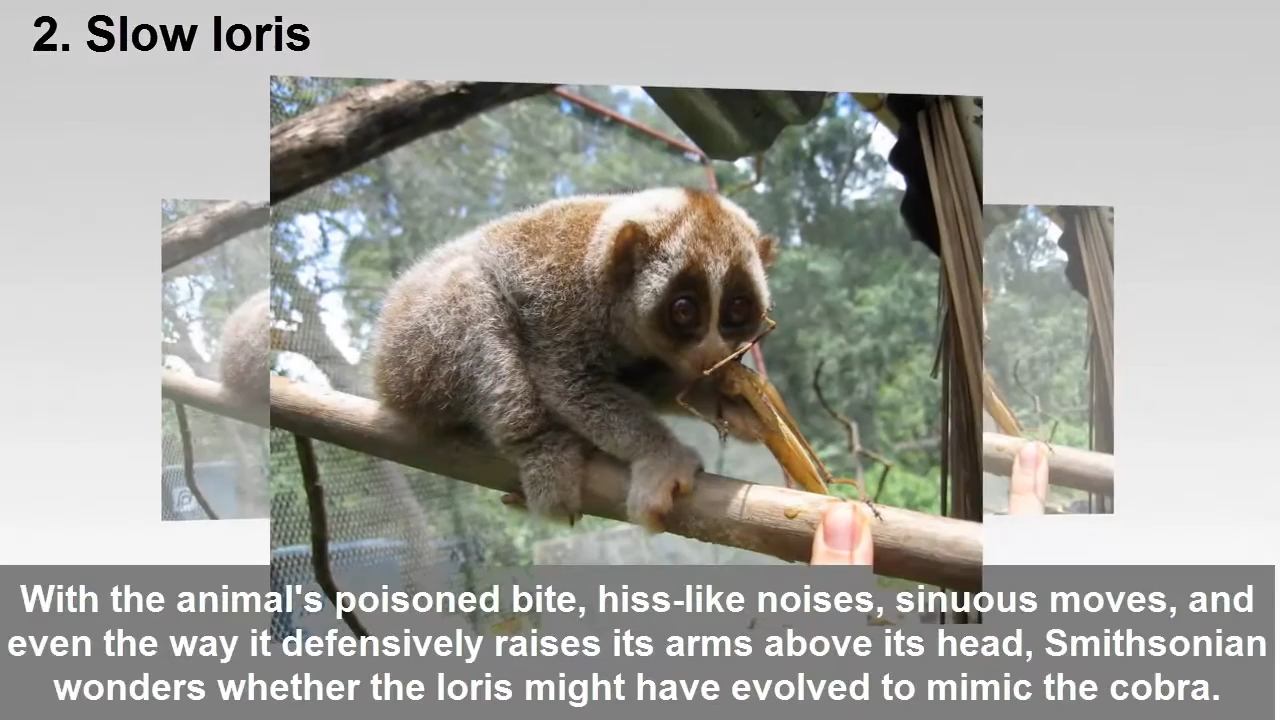 2. Slow loris
With the animal's poisoned bite, hiss-like noises, sinuous moves, and
even the way it defensively raises its arms above its head, Smithsonian
wonders whether the loris might have evolved to mimic the cobra.